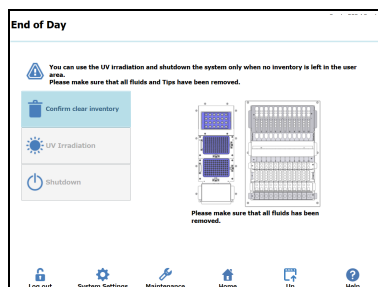 End of Day
You can use the UV Irradiation and shutdown the system only when no inventory is left in the user
area.
Please make sure that all fluids and Tips have been removed.
Confirm clear inventory
UV Irradiation
Shutdown
Please make sure that all fluids has been
removed.
Log out System Settings Maintenance Home Up Help